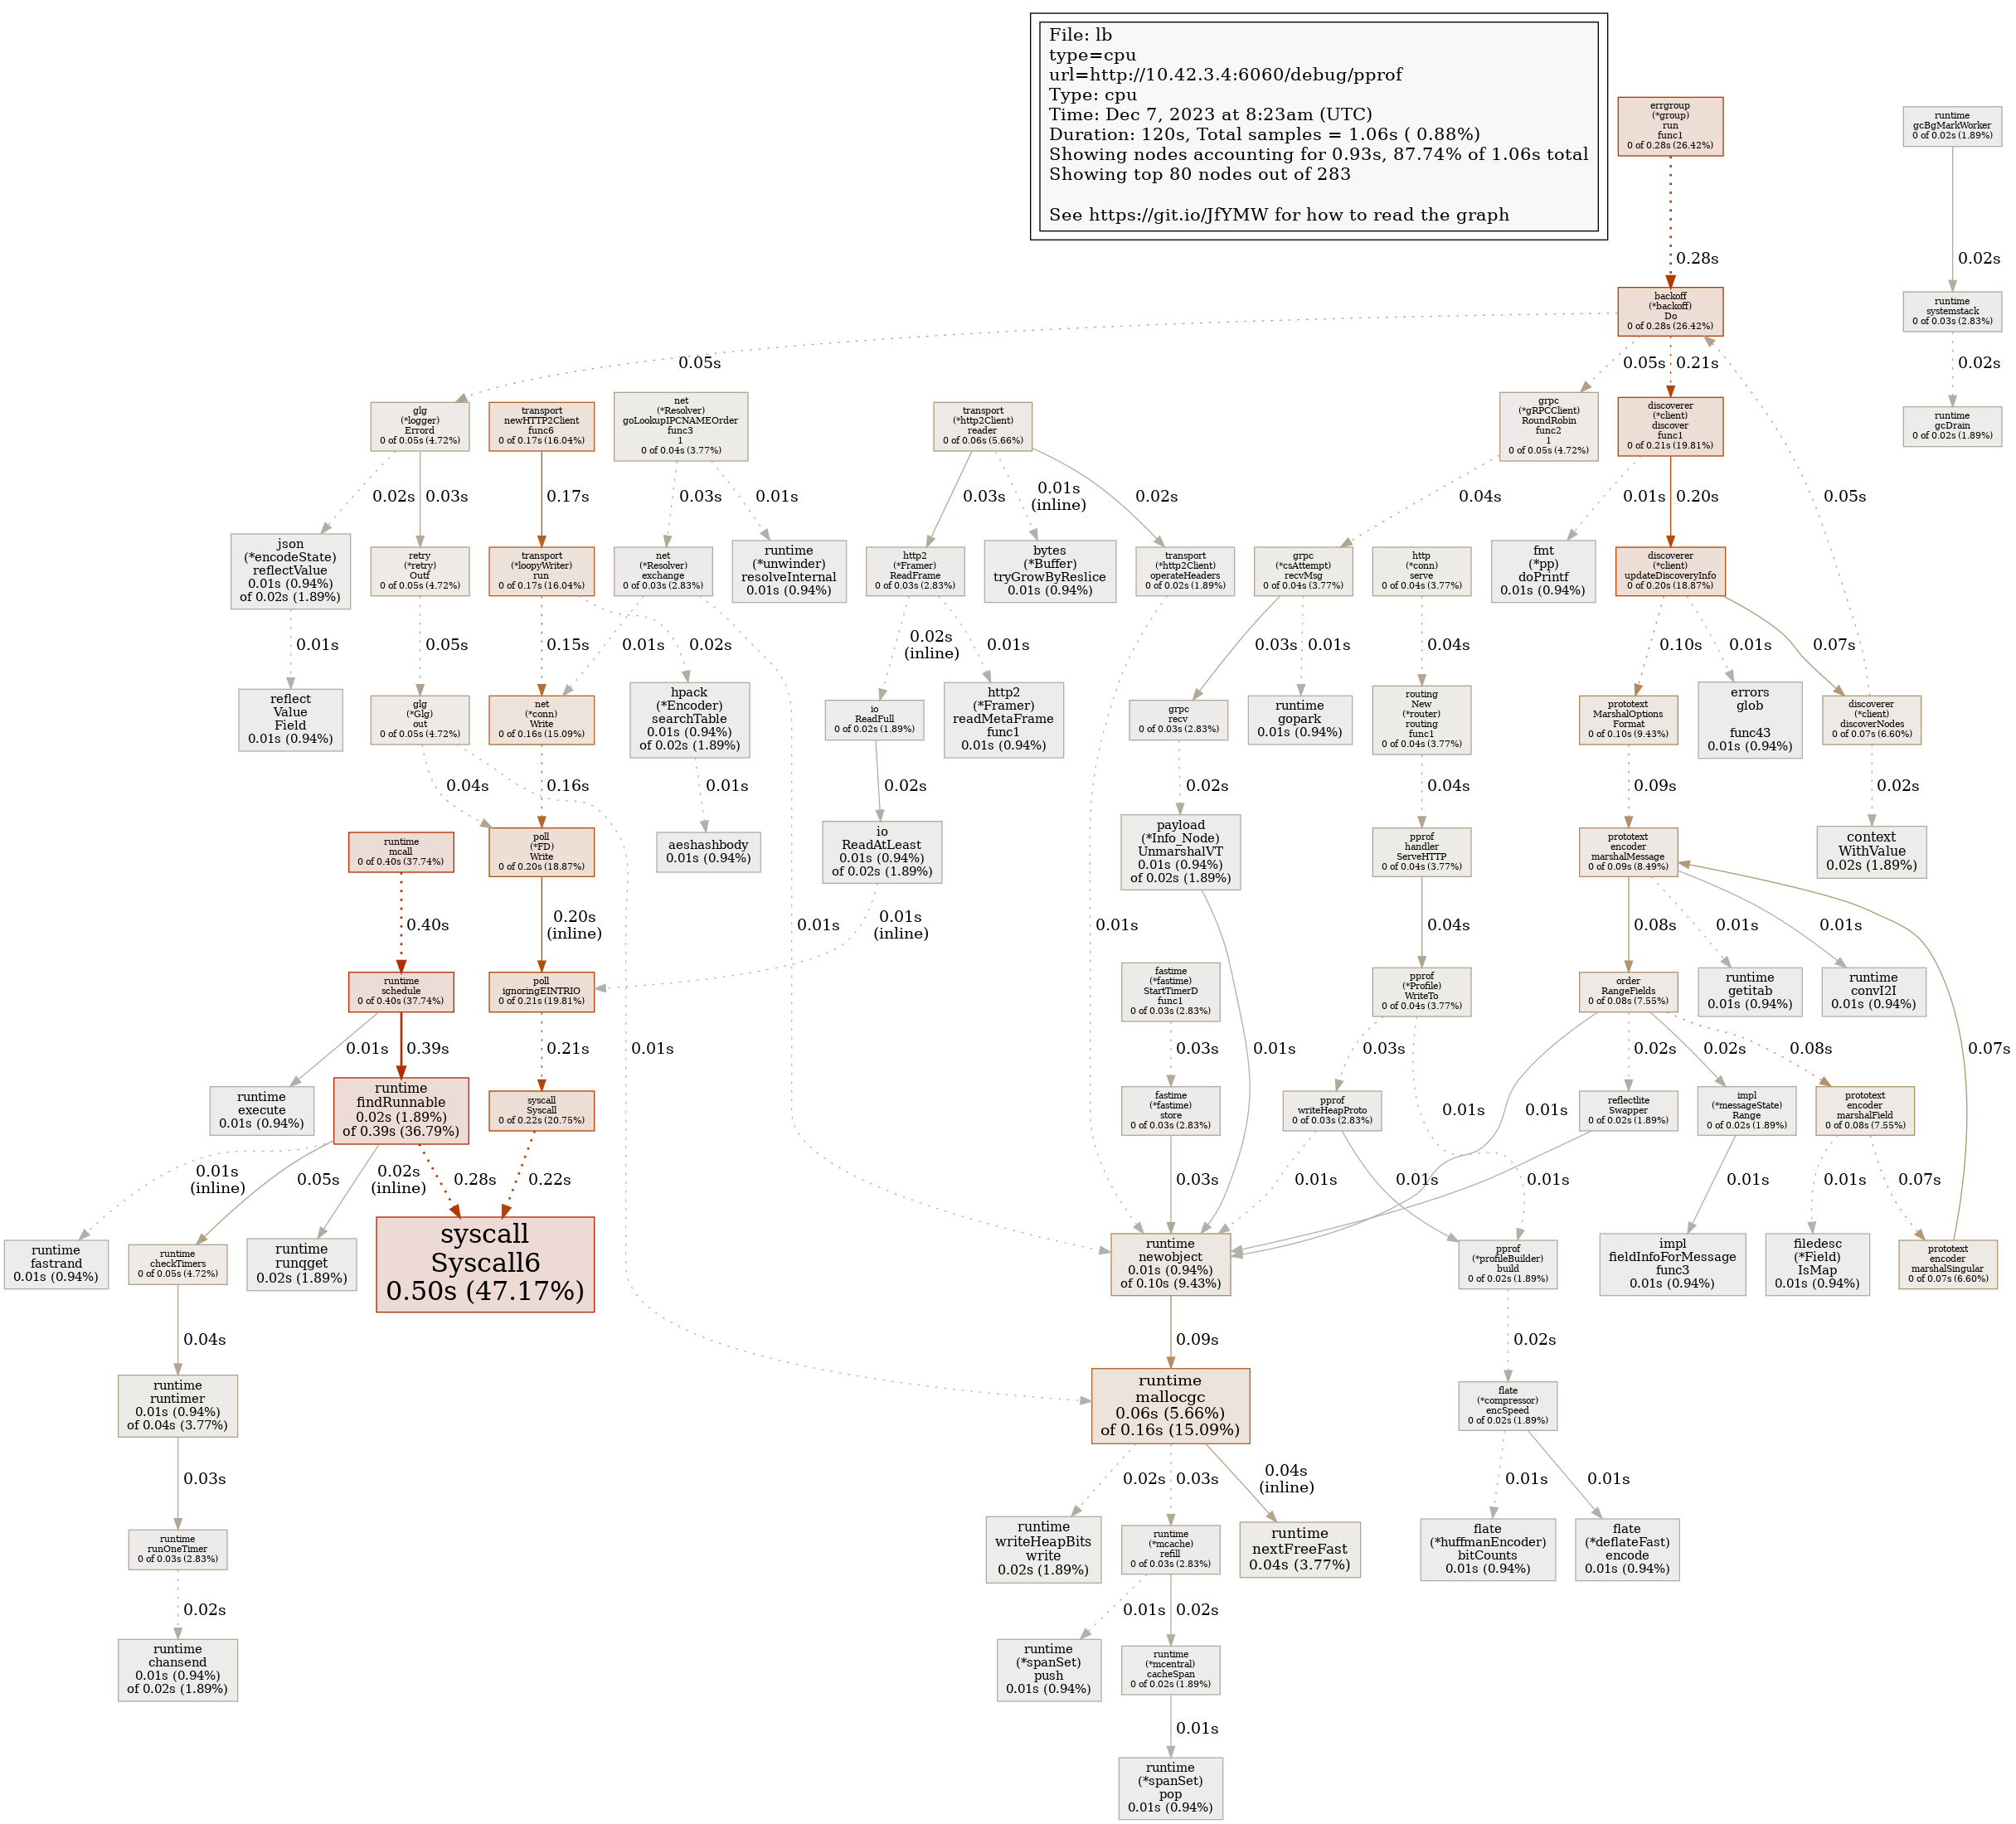 File: lb
type=cpu
url=http://10.42.3.4:6060/debug/pprof
Type: cpu
Time: Dec 7, 2023 at 8:23am (UTC)
Duration: 120s, Total samples = 1.06s ( 0.88%)
Showing nodes accounting for 0.93s, 87.74% of 1.06s total
Showing top 80 nodes out of 283
See https://git.io/JfYMW for how to read the graph
errgroup
(*group)
run
func1
0 of 0.28s (26.42%)
runtime
gcBgMarkWorker
0 of 0.02s (1.89%)
0.28s
0.02s
backoff
(*backoff)
Do
0 of 0.28s (26.42%)
runtime
systemstack
0 of 0.03s (2.83%)
0.05s
0.05s
0.21s
0.02s
glg
(*logger)
Errord
0 of 0.05s (4.72%)
transport
newHTTP2Client
func6
0 of 0.17s (16.04%)
net
(*Resolver)
goLookupIPCNAMEOrder
func3
1
0 of 0.04s (3.77%)
transport
(*http2Client)
reader
0 of 0.06s (5.66%)
grpc
(*gRPCClient)
RoundRobin
func2
1
0 of 0.05s (4.72%)
discoverer
(*client)
discover
func1
0 of 0.21s (19.81%)
runtime
gcDrain
0 of 0.02s (1.89%)
0.02s
0.03s
0.17s
0.03s
0.01s
0.03s
0.01s
(inline)
0.02s
0.04s
0.01s
0.20s
0.05s
json
(*encodeState)
reflectValue
0.01s (0.94%)
of 0.02s (1.89%)
retry
(*retry)
Outf
0 of 0.05s (4.72%)
transport
(*loopyWriter)
run
0 of 0.17s (16.04%)
net
(*Resolver)
exchange
0 of 0.03s (2.83%)
runtime
(*unwinder)
resolveInternal
0.01s (0.94%)
http2
(*Framer)
ReadFrame
0 of 0.03s (2.83%)
bytes
(*Buffer)
tryGrowByReslice
0.01s (0.94%)
transport
(*http2Client)
operateHeaders
0 of 0.02s (1.89%)
grpc
(*csAttempt)
recvMsg
0 of 0.04s (3.77%)
http
(*conn)
serve
0 of 0.04s (3.77%)
fmt
(*pp)
doPrintf
0.01s (0.94%)
discoverer
(*client)
updateDiscoveryInfo
0 of 0.20s (18.87%)
0.01s
0.05s
0.15s
0.01s
0.02s
0.02s
(inline)
0.01s
0.03s
0.01s
0.04s
0.10s
0.01s
0.07s
reflect
Value
Field
0.01s (0.94%)
glg
(*Glg)
out
0 of 0.05s (4.72%)
net
(*conn)
Write
0 of 0.16s (15.09%)
hpack
(*Encoder)
searchTable
0.01s (0.94%)
of 0.02s (1.89%)
io
ReadFull
0 of 0.02s (1.89%)
http2
(*Framer)
readMetaFrame
func1
0.01s (0.94%)
grpc
recv
0 of 0.03s (2.83%)
runtime
gopark
0.01s (0.94%)
routing
New
(*router)
routing
func1
0 of 0.04s (3.77%)
prototext
MarshalOptions
Format
0 of 0.10s (9.43%)
errors
glob
func43
0.01s (0.94%)
discoverer
(*client)
discoverNodes
0 of 0.07s (6.60%)
0.04s
0.16s
0.01s
0.02s
0.02s
0.04s
0.09s
0.02s
runtime
mcall
0 of 0.40s (37.74%)
poll
(*FD)
Write
0 of 0.20s (18.87%)
aeshashbody
0.01s (0.94%)
io
ReadAtLeast
0.01s (0.94%)
of 0.02s (1.89%)
payload
(*Info_Node)
UnmarshalVT
0.01s (0.94%)
of 0.02s (1.89%)
pprof
handler
ServeHTTP
0 of 0.04s (3.77%)
prototext
encoder
marshalMessage
0 of 0.09s (8.49%)
context
WithValue
0.02s (1.89%)
0.40s
0.20s
(inline)
0.01s
0.01s
(inline)
0.01s
0.04s
0.08s
0.01s
0.01s
runtime
schedule
0 of 0.40s (37.74%)
poll
ignoringEINTRIO
0 of 0.21s (19.81%)
fastime
(*fastime)
StartTimerD
func1
0 of 0.03s (2.83%)
pprof
(*Profile)
WriteTo
0 of 0.04s (3.77%)
order
RangeFields
0 of 0.08s (7.55%)
runtime
getitab
0.01s (0.94%)
runtime
convI2I
0.01s (0.94%)
0.01s
0.39s
0.21s
0.01s
0.03s
0.01s
0.03s
0.02s
0.02s
0.08s
0.07s
runtime
execute
0.01s (0.94%)
runtime
findRunnable
0.02s (1.89%)
of 0.39s (36.79%)
syscall
Syscall
0 of 0.22s (20.75%)
fastime
(*fastime)
store
0 of 0.03s (2.83%)
pprof
writeHeapProto
0 of 0.03s (2.83%)
0.01s
0.01s
reflectlite
Swapper
0 of 0.02s (1.89%)
impl
(*messageState)
Range
0 of 0.02s (1.89%)
prototext
encoder
marshalField
0 of 0.08s (7.55%)
0.01s
(inline)
0.05s
0.02s
(inline)
0.28s
0.22s
0.03s
0.01s
0.01s
0.01s
0.01s
0.01s
0.07s
runtime
fastrand
0.01s (0.94%)
runtime
checkTimers
0 of 0.05s (4.72%)
runtime
runqget
0.02s (1.89%)
syscall
Syscall6
0.50s (47.17%)
runtime
newobject
0.01s (0.94%)
of 0.10s (9.43%)
pprof
(*profileBuilder)
build
0 of 0.02s (1.89%)
impl
fieldInfoForMessage
func3
0.01s (0.94%)
filedesc
(*Field)
IsMap
0.01s (0.94%)
prototext
encoder
marshalSingular
0 of 0.07s (6.60%)
0.04s
0.09s
0.02s
runtime
runtimer
0.01s (0.94%)
of 0.04s (3.77%)
runtime
mallocgc
0.06s (5.66%)
of 0.16s (15.09%)
flate
(*compressor)
encSpeed
0 of 0.02s (1.89%)
0.03s
0.02s
0.03s
0.04s
(inline)
0.01s
0.01s
runtime
runOneTimer
0 of 0.03s (2.83%)
runtime
writeHeapBits
write
0.02s (1.89%)
runtime
(*mcache)
refill
0 of 0.03s (2.83%)
runtime
nextFreeFast
0.04s (3.77%)
flate
(*huffmanEncoder)
bitCounts
0.01s (0.94%)
flate
(*deflateFast)
encode
0.01s (0.94%)
0.02s
0.01s
0.02s
runtime
chansend
0.01s (0.94%)
of 0.02s (1.89%)
runtime
(*spanSet)
push
0.01s (0.94%)
runtime
(*mcentral)
cacheSpan
0 of 0.02s (1.89%)
0.01s
runtime
(*spanSet)
pop
0.01s (0.94%)